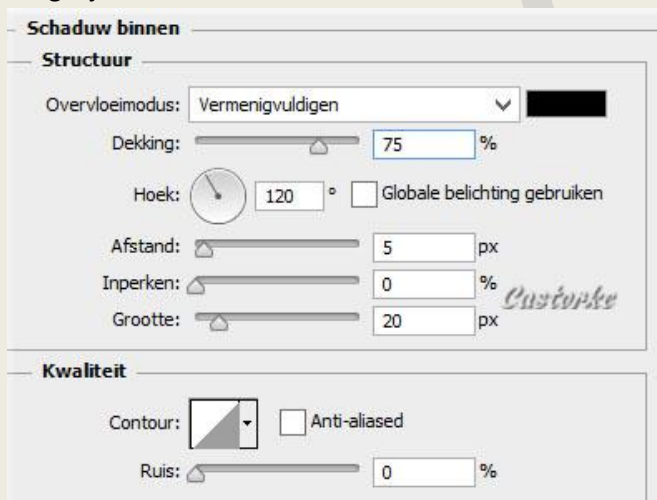 Schaduw binnen
Structuur
Overvloeimodus: Vermenigvuldigen
Dekking: 75 %
Hoek: 120 ° Globale belichting gebruiken
Afstand: 5 px
Inperken: 0 %
Castorke
Grootte: 20 px
Kwaliteit
Contour: Anti-aliased
Ruis: 0 %